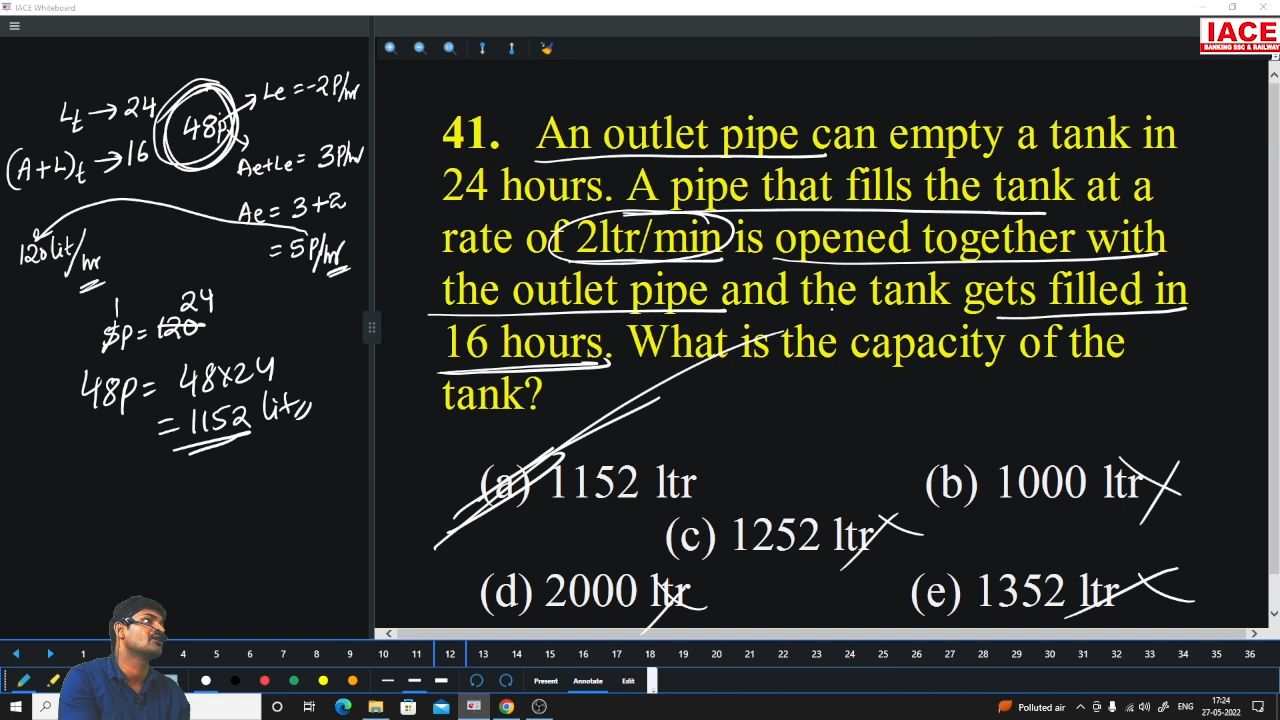 IACE Whiteboard
IACE
BANKING SSC & RAILWAY
Lt → 24
(A+L)t → 16
48P
Le = -2P/hr
Ae+Le = 3P/hr
Ae = 3+2
= 5P/hr
120 lit/hr
1 24
5P = 120
48P = 48x24
= 1152 lit
41. An outlet pipe can empty a tank in
24 hours. A pipe that fills the tank at a
rate of 2ltr/min is opened together with
the outlet pipe and the tank gets filled in
16 hours. What is the capacity of the
tank?
(a) 1152 ltr (b) 1000 ltr
(c) 1252 ltr
(d) 2000 ltr (e) 1352 ltr
1 4 5 6 7 8 9 10 11 12 13 14 15 16 17 18 19 20 21 22 23 24 25 26 27 28 29 30 31 32 33 34 35 36
Present Annotate Edit
Polluted air ENG 17:24
27-05-2022